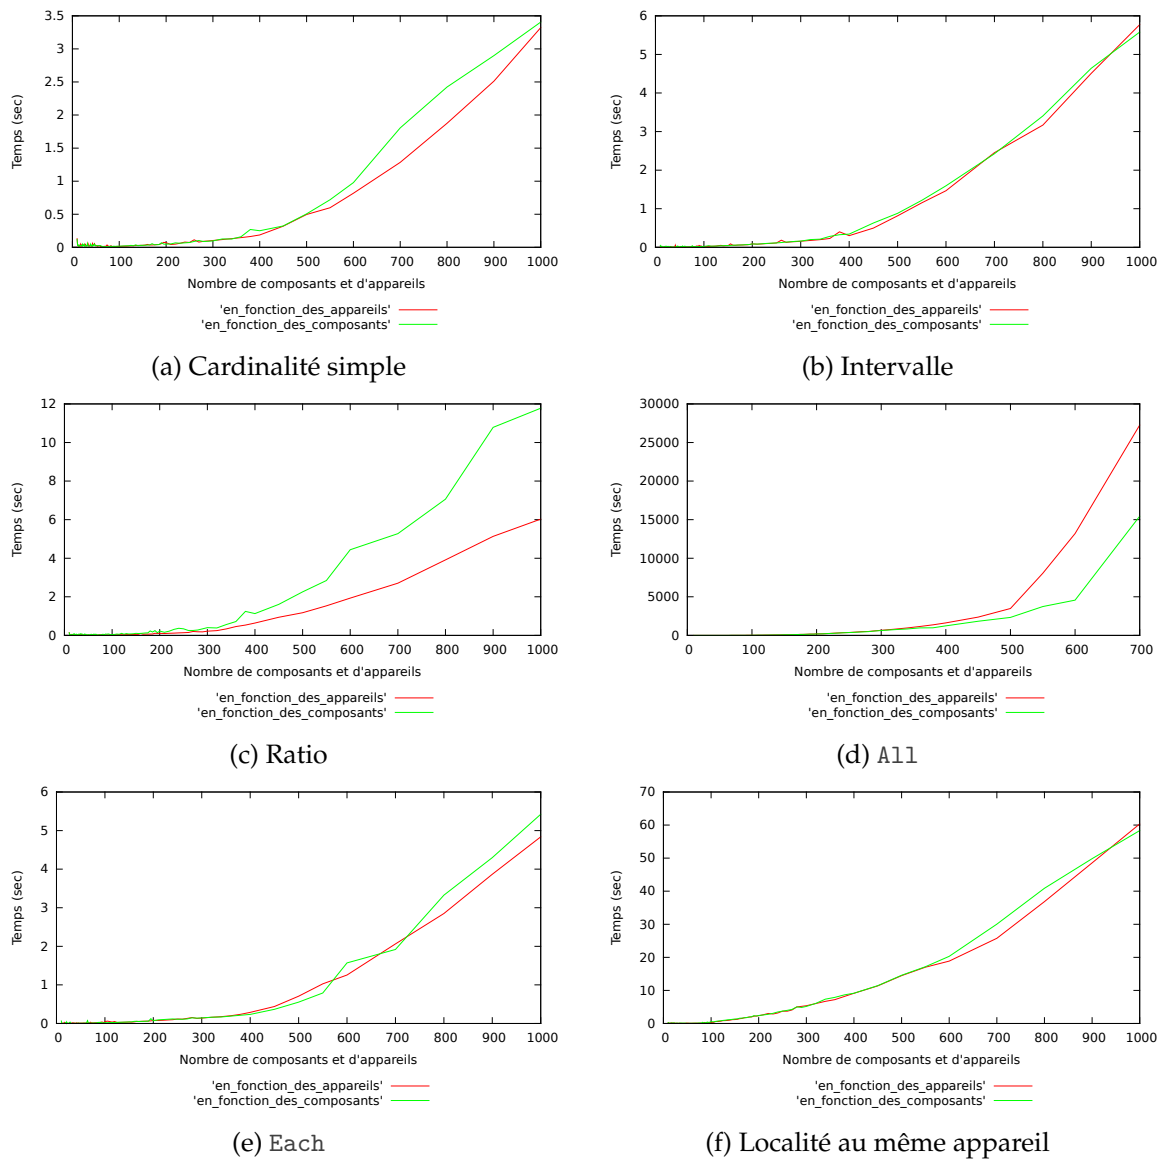 3.5
3
2.5
2
1.5
1
0.5
0
Temps (sec)
0 100 200 300 400 500 600 700 800 900 1000
Nombre de composants et d'appareils
'en_fonction_des_appareils'
'en_fonction_des_composants'
(a) Cardinalité simple
6
5
4
3
2
1
0
Temps (sec)
0 100 200 300 400 500 600 700 800 900 1000
Nombre de composants et d'appareils
'en_fonction_des_appareils'
'en_fonction_des_composants'
(b) Intervalle
12
10
8
6
4
2
0
Temps (sec)
0 100 200 300 400 500 600 700 800 900 1000
Nombre de composants et d'appareils
'en_fonction_des_appareils'
'en_fonction_des_composants'
(c) Ratio
30000
25000
20000
15000
10000
5000
0
Temps (sec)
0 100 200 300 400 500 600 700
Nombre de composants et d'appareils
'en_fonction_des_appareils'
'en_fonction_des_composants'
(d) All
6
5
4
3
2
1
0
Temps (sec)
0 100 200 300 400 500 600 700 800 900 1000
Nombre de composants et d'appareils
'en_fonction_des_appareils'
'en_fonction_des_composants'
(e) Each
70
60
50
40
30
20
10
0
Temps (sec)
0 100 200 300 400 500 600 700 800 900 1000
Nombre de composants et d'appareils
'en_fonction_des_appareils'
'en_fonction_des_composants'
(f) Localité au même appareil